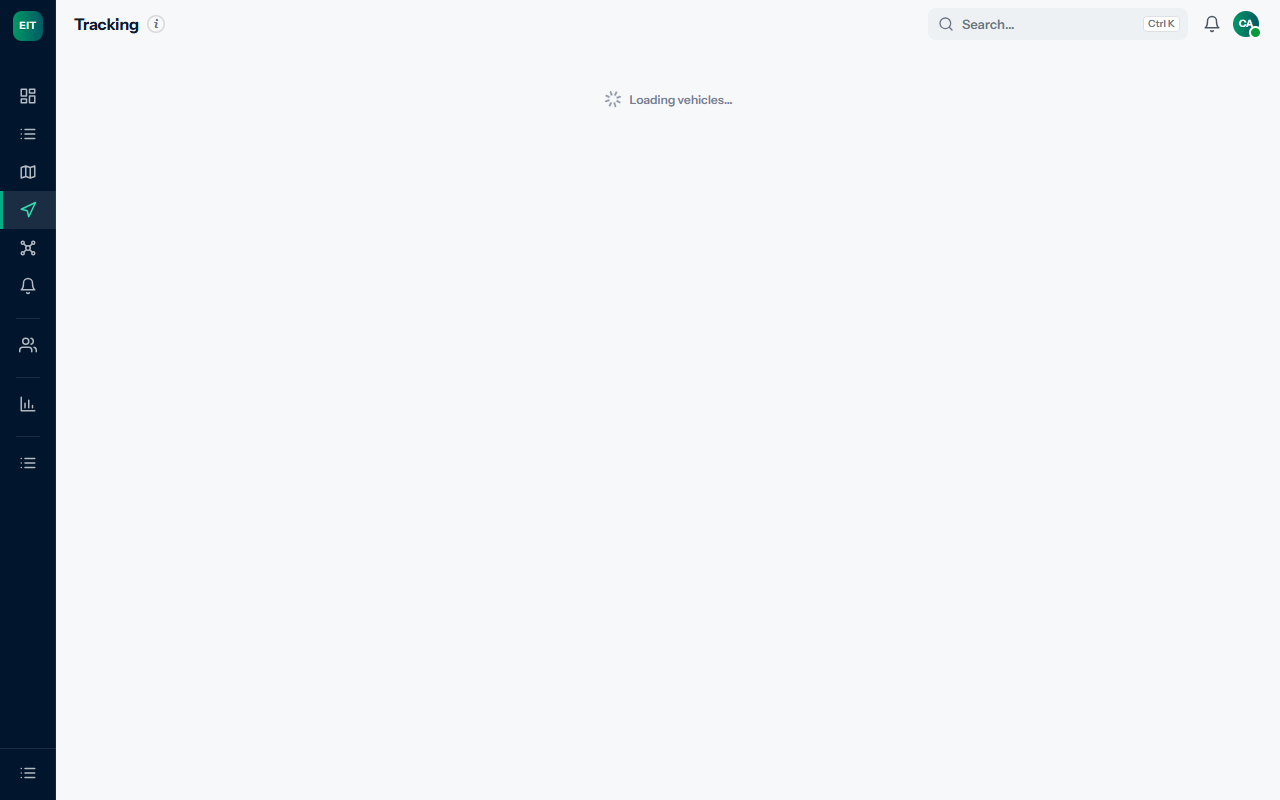 EIT
Tracking
i
Search...
Ctrl K
CA
Loading vehicles...